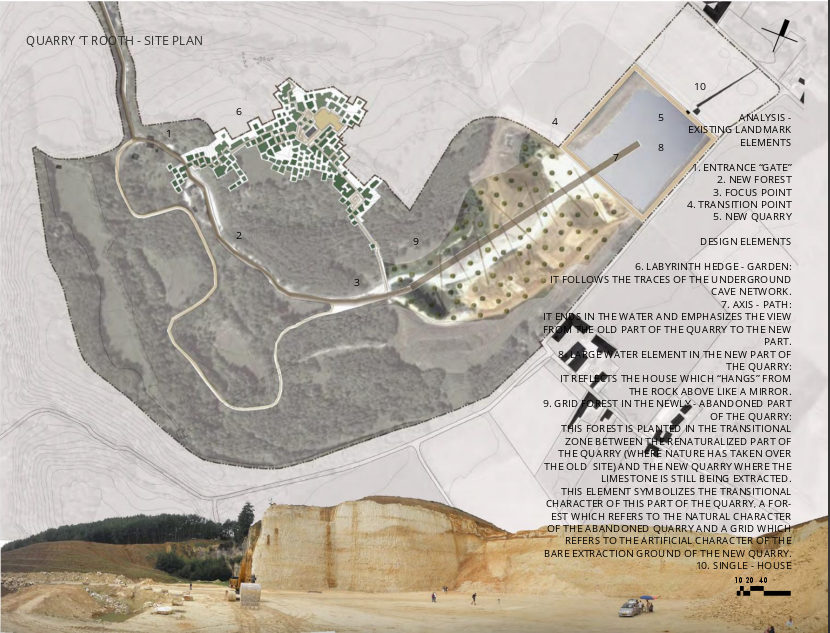 QUARRY 'T ROOTH - SITE PLAN
6
10
1
4
5
7
8
2
9
3
ANALYSIS -
EXISTING LANDMARK
ELEMENTS
1. ENTRANCE "GATE"
2. NEW FOREST
3. FOCUS POINT
4. TRANSITION POINT
5. NEW QUARRY
DESIGN ELEMENTS
6. LABYRINTH HEDGE - GARDEN:
IT FOLLOWS THE TRACES OF THE UNDERGROUND
CAVE NETWORK.
7. AXIS - PATH:
IT ENDS IN THE WATER AND EMPHASIZES THE VIEW
FROM THE OLD PART OF THE QUARRY TO THE NEW
PART.
8. LARGE WATER ELEMENT IN THE NEW PART OF
THE QUARRY:
IT REFLECTS THE HOUSE WHICH "HANGS" FROM
THE ROCK ABOVE LIKE A MIRROR.
9. GRID FOREST IN THE NEWLY - ABANDONED PART
OF THE QUARRY:
THIS FOREST IS PLANTED IN THE TRANSITIONAL
ZONE BETWEEN THE RENATURALIZED PART OF
THE QUARRY (WHERE NATURE HAS TAKEN OVER
THE OLD SITE) AND THE NEW QUARRY WHERE THE
LIMESTONE IS STILL BEING EXTRACTED.
THIS ELEMENT SYMBOLIZES THE TRANSITIONAL
CHARACTER OF THIS PART OF THE QUARRY, A FOR-
EST WHICH REFERS TO THE NATURAL CHARACTER
OF THE ABANDONED QUARRY AND A GRID WHICH
REFERS TO THE ARTIFICIAL CHARACTER OF THE
BARE EXTRACTION GROUND OF THE NEW QUARRY.
10. SINGLE - HOUSE
10 20 40